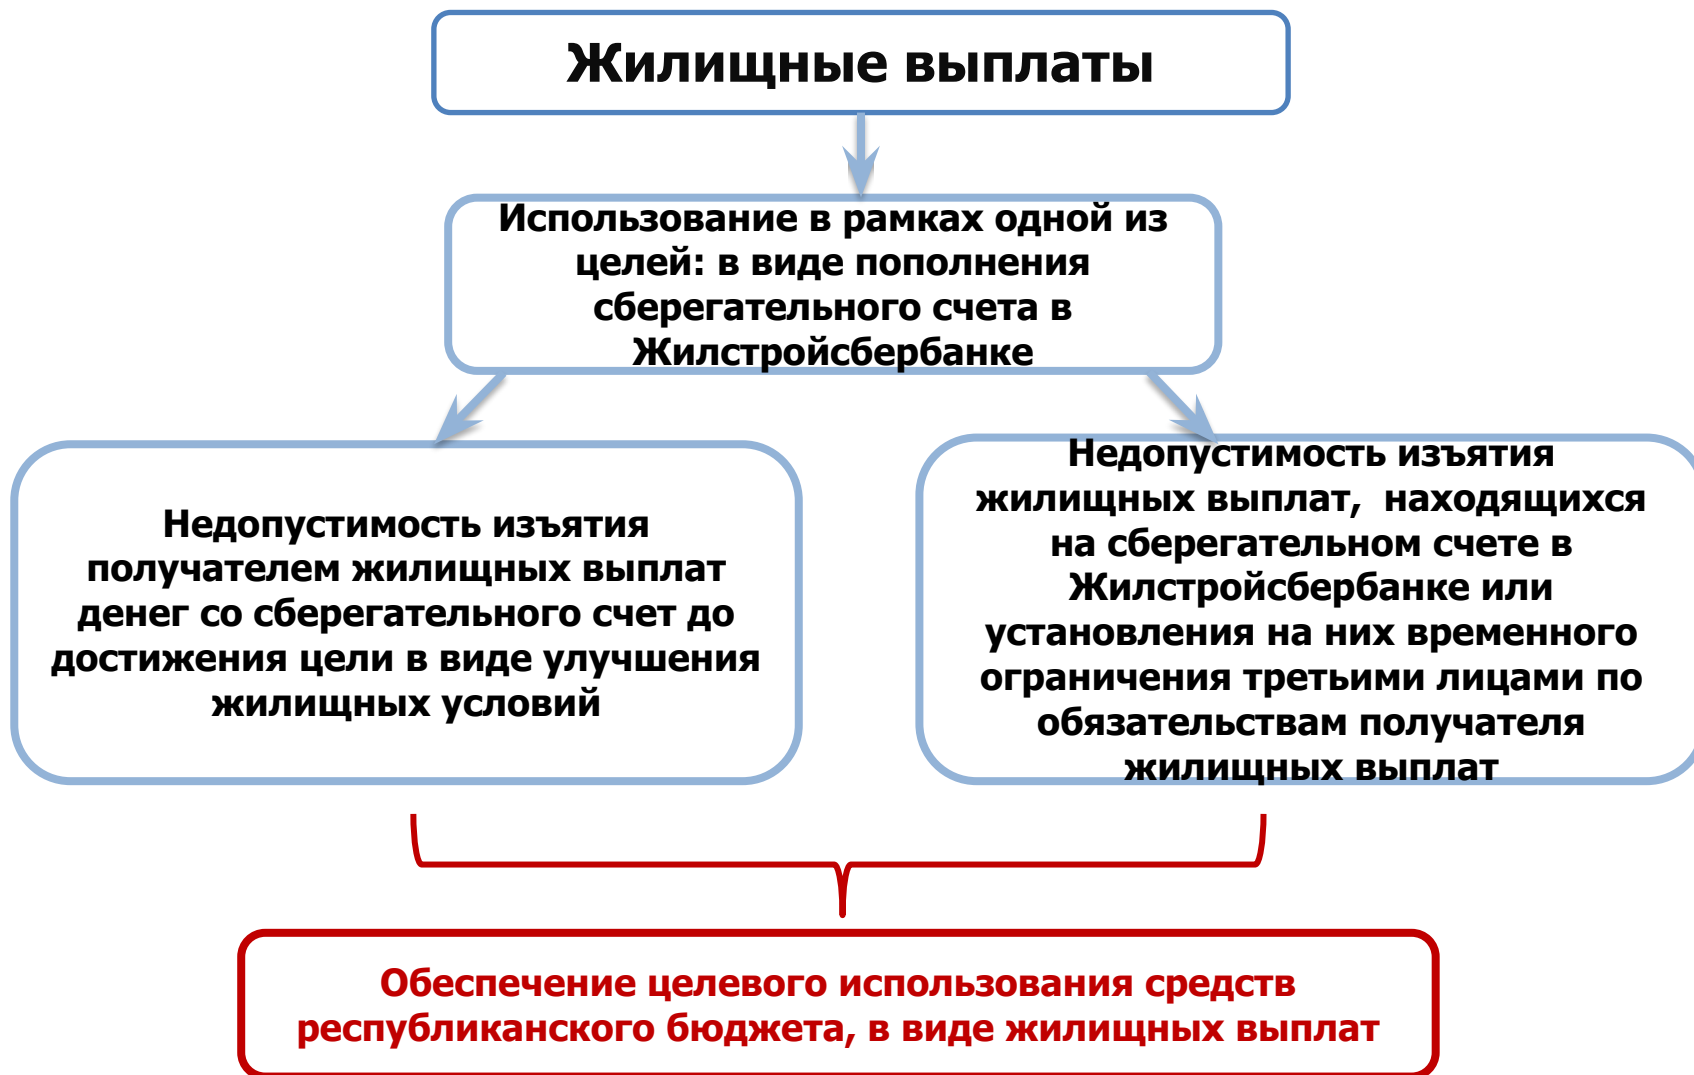 Жилищные выплаты
Использование в рамках одной из
целей: в виде пополнения
сберегательного счета в
Жилстройсбербанке
Недопустимость изъятия
получателем жилищных выплат
денег со сберегательного счет до
достижения цели в виде улучшения
жилищных условий
Недопустимость изъятия
жилищных выплат,  находящихся
на сберегательном счете в
Жилстройсбербанке или
установления на них временного
ограничения третьими лицами по
обязательствам получателя
жилищных выплат
Обеспечение целевого использования средств
республиканского бюджета, в виде жилищных выплат